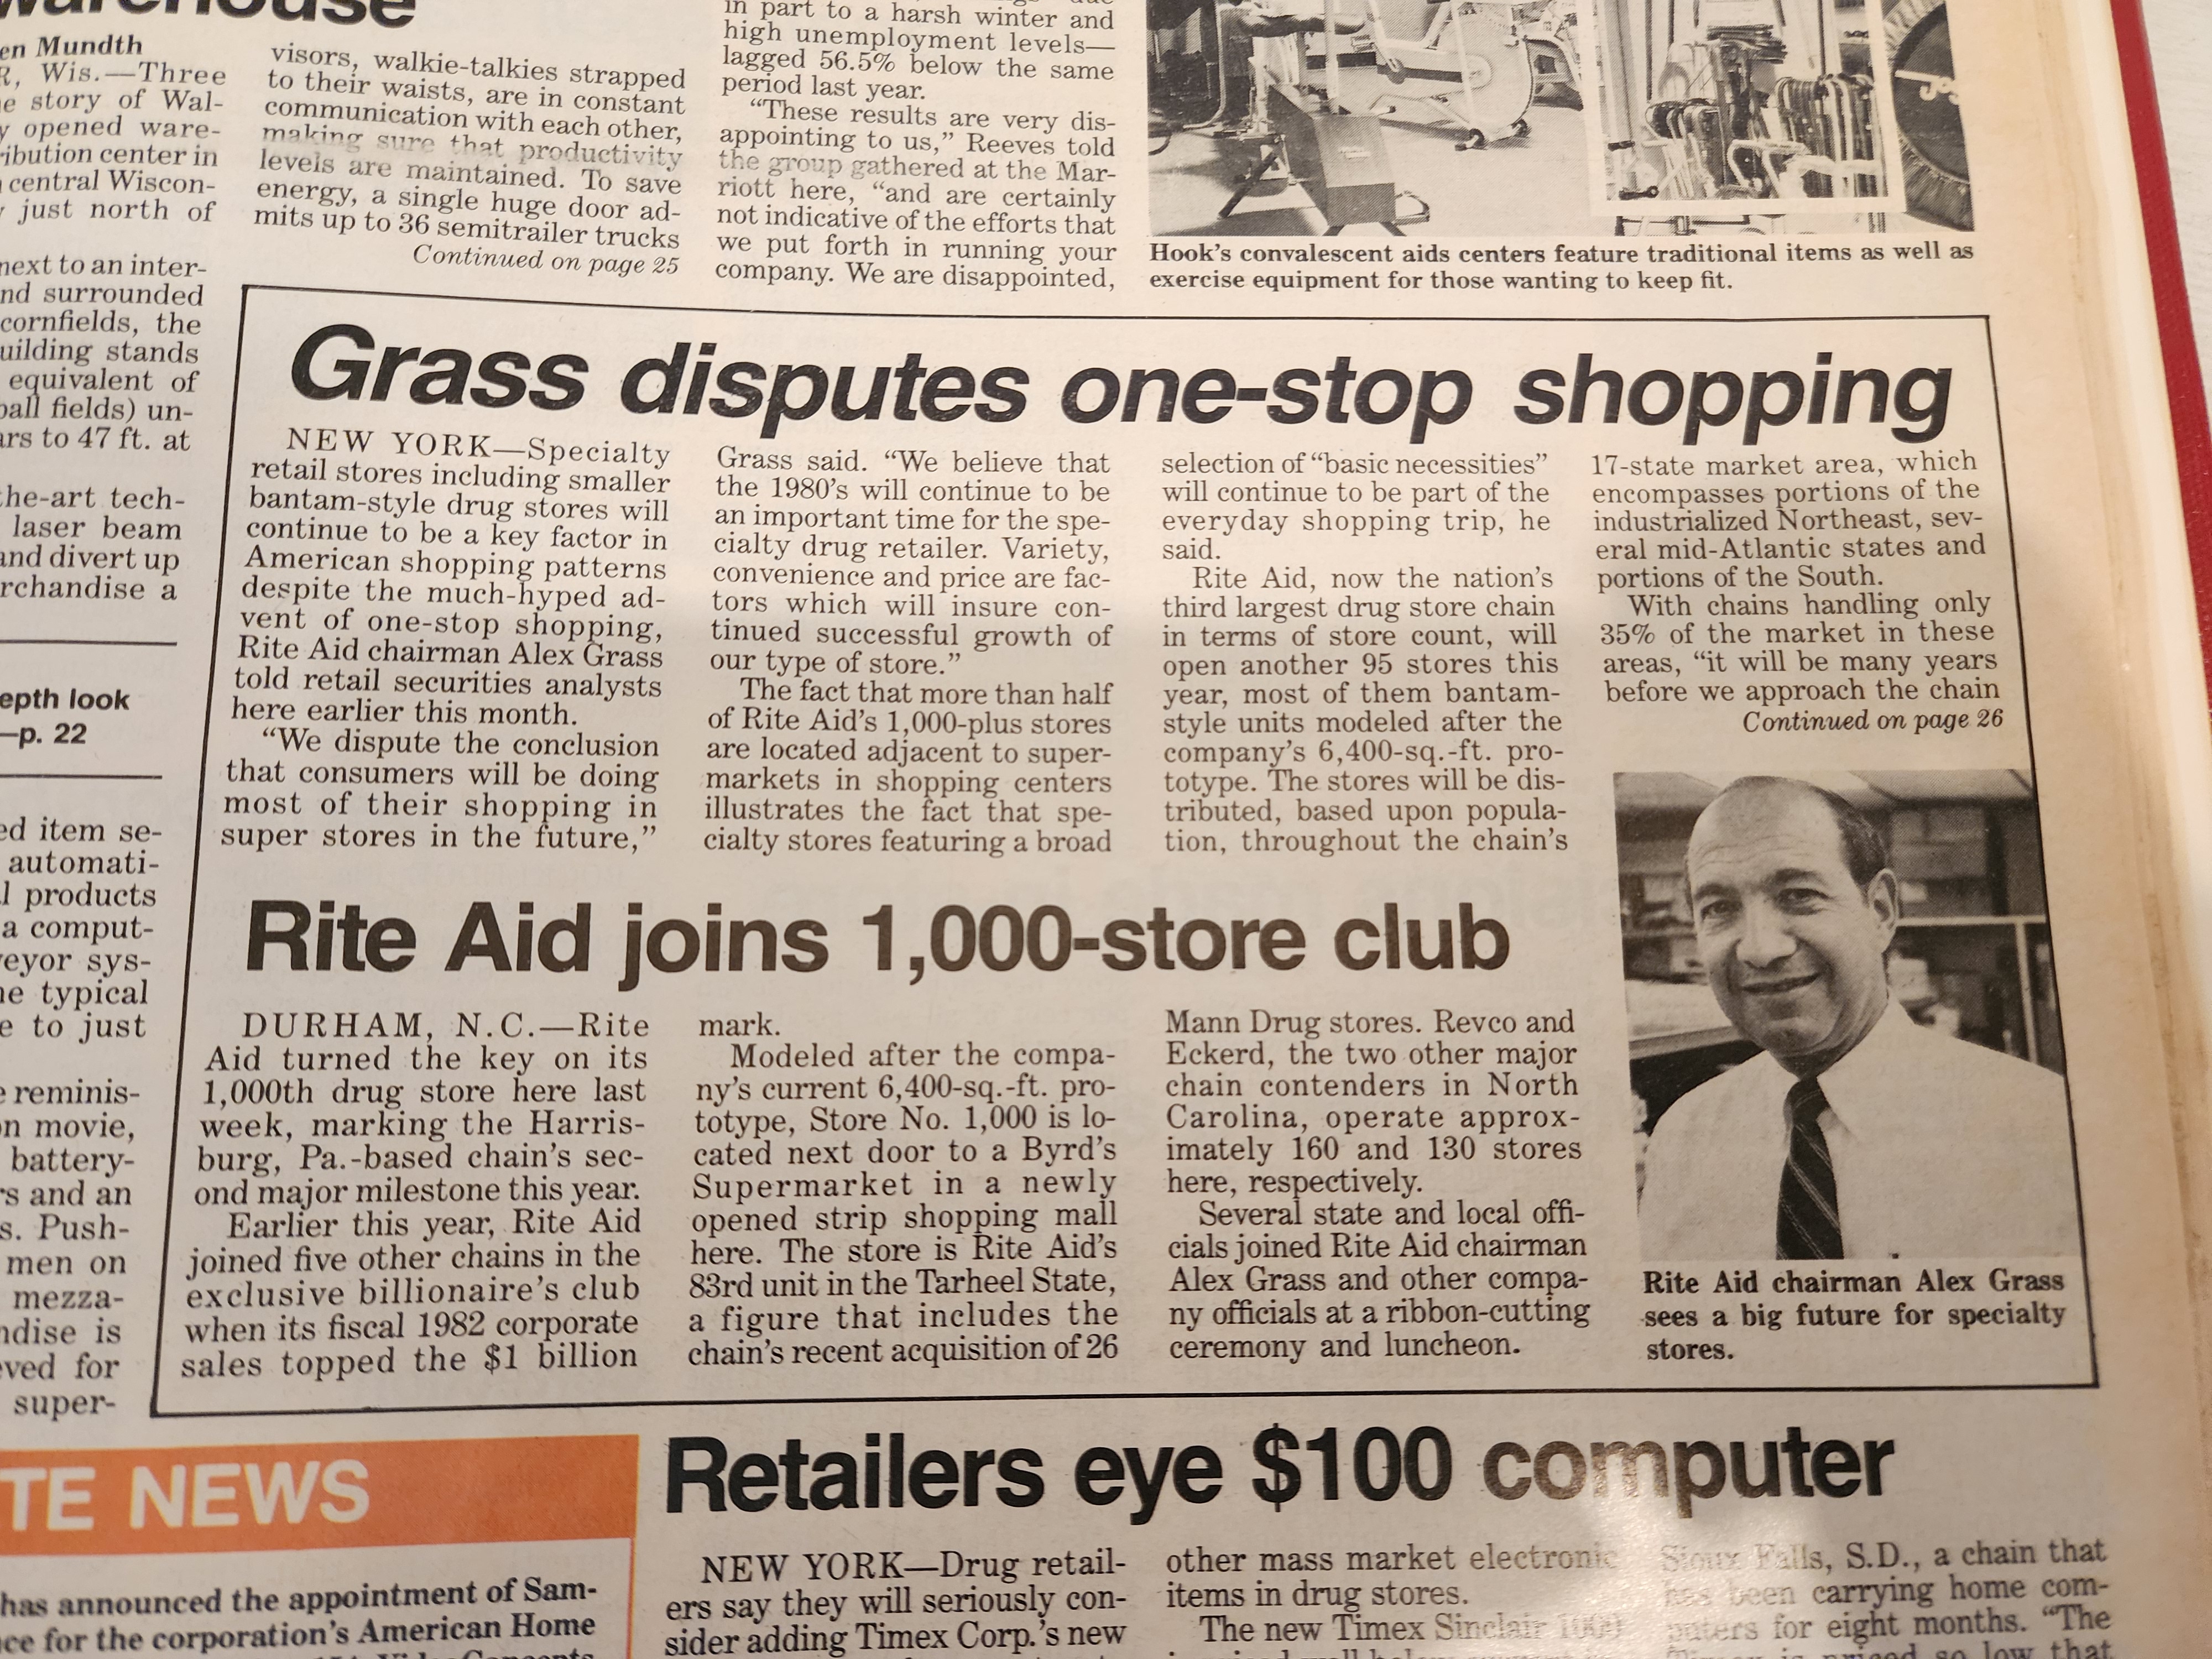 warehouse
en Mundth
R, Wis.—Three
e story of Wal-
y opened ware-
ribution center in
central Wiscon-
just north of
next to an inter-
nd surrounded
cornfields, the
uilding stands
equivalent of
ball fields) un-
ars to 47 ft. at
the-art tech-
laser beam
and divert up
rchandise a
epth look
—p. 22
ed item se-
automati-
l products
a comput-
veyor sys-
he typical
e to just
e reminis-
on movie,
battery-
rs and an
s. Push-
men on
mezza-
ndise is
eved for
super-
visors, walkie-talkies strapped
to their waists, are in constant
communication with each other,
making sure that productivity
levels are maintained. To save
energy, a single huge door ad-
mits up to 36 semitrailer trucks
Continued on page 25
in part to a harsh winter and
high unemployment levels—
lagged 56.5% below the same
period last year.
“These results are very dis-
appointing to us,” Reeves told
the group gathered at the Mar-
riott here, “and are certainly
not indicative of the efforts that
we put forth in running your
company. We are disappointed,
Hook’s convalescent aids centers feature traditional items as well as
exercise equipment for those wanting to keep fit.
Grass disputes one-stop shopping
NEW YORK—Specialty
retail stores including smaller
bantam-style drug stores will
continue to be a key factor in
American shopping patterns
despite the much-hyped ad-
vent of one-stop shopping,
Rite Aid chairman Alex Grass
told retail securities analysts
here earlier this month.
“We dispute the conclusion
that consumers will be doing
most of their shopping in
super stores in the future,”
Grass said. “We believe that
the 1980’s will continue to be
an important time for the spe-
cialty drug retailer. Variety,
convenience and price are fac-
tors which will insure con-
tinued successful growth of
our type of store.”
The fact that more than half
of Rite Aid’s 1,000-plus stores
are located adjacent to super-
markets in shopping centers
illustrates the fact that spe-
cialty stores featuring a broad
selection of “basic necessities”
will continue to be part of the
everyday shopping trip, he
said.
Rite Aid, now the nation’s
third largest drug store chain
in terms of store count, will
open another 95 stores this
year, most of them bantam-
style units modeled after the
company’s 6,400-sq.-ft. pro-
totype. The stores will be dis-
tributed, based upon popula-
tion, throughout the chain’s
17-state market area, which
encompasses portions of the
industrialized Northeast, sev-
eral mid-Atlantic states and
portions of the South.
With chains handling only
35% of the market in these
areas, “it will be many years
before we approach the chain
Continued on page 26
Rite Aid joins 1,000-store club
DURHAM, N.C.—Rite
Aid turned the key on its
1,000th drug store here last
week, marking the Harris-
burg, Pa.-based chain’s sec-
ond major milestone this year.
Earlier this year, Rite Aid
joined five other chains in the
exclusive billionaire’s club
when its fiscal 1982 corporate
sales topped the $1 billion
mark.
Modeled after the compa-
ny’s current 6,400-sq.-ft. pro-
totype, Store No. 1,000 is lo-
cated next door to a Byrd’s
Supermarket in a newly
opened strip shopping mall
here. The store is Rite Aid’s
83rd unit in the Tarheel State,
a figure that includes the
chain’s recent acquisition of 26
Mann Drug stores. Revco and
Eckerd, the two other major
chain contenders in North
Carolina, operate approx-
imately 160 and 130 stores
here, respectively.
Several state and local offi-
cials joined Rite Aid chairman
Alex Grass and other compa-
ny officials at a ribbon-cutting
ceremony and luncheon.
Rite Aid chairman Alex Grass
sees a big future for specialty
stores.
TE NEWS
has announced the appointment of Sam-
ce for the corporation’s American Home
Retailers eye $100 computer
NEW YORK—Drug retail-
ers say they will seriously con-
sider adding Timex Corp.’s new
other mass market electronic
items in drug stores.
The new Timex Sinclair 1000
Sioux Falls, S.D., a chain that
has been carrying home com-
puters for eight months. “The
Timex is priced so low that